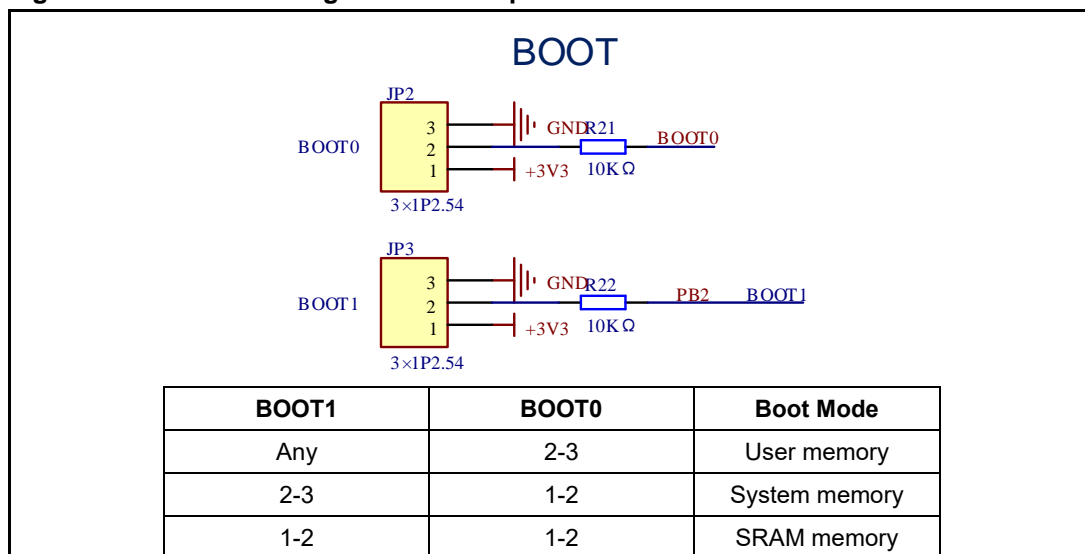 BOOT
JP2
BOOT0
3
GND
R21
BOOT0
2
1
+3V3
10KΩ
3×1P2.54
JP3
BOOT1
3
GND
R22
PB2
BOOT1
2
1
+3V3
10KΩ
3×1P2.54
BOOT1 BOOT0 Boot Mode
Any 2-3 User memory
2-3 1-2 System memory
1-2 1-2 SRAM memory